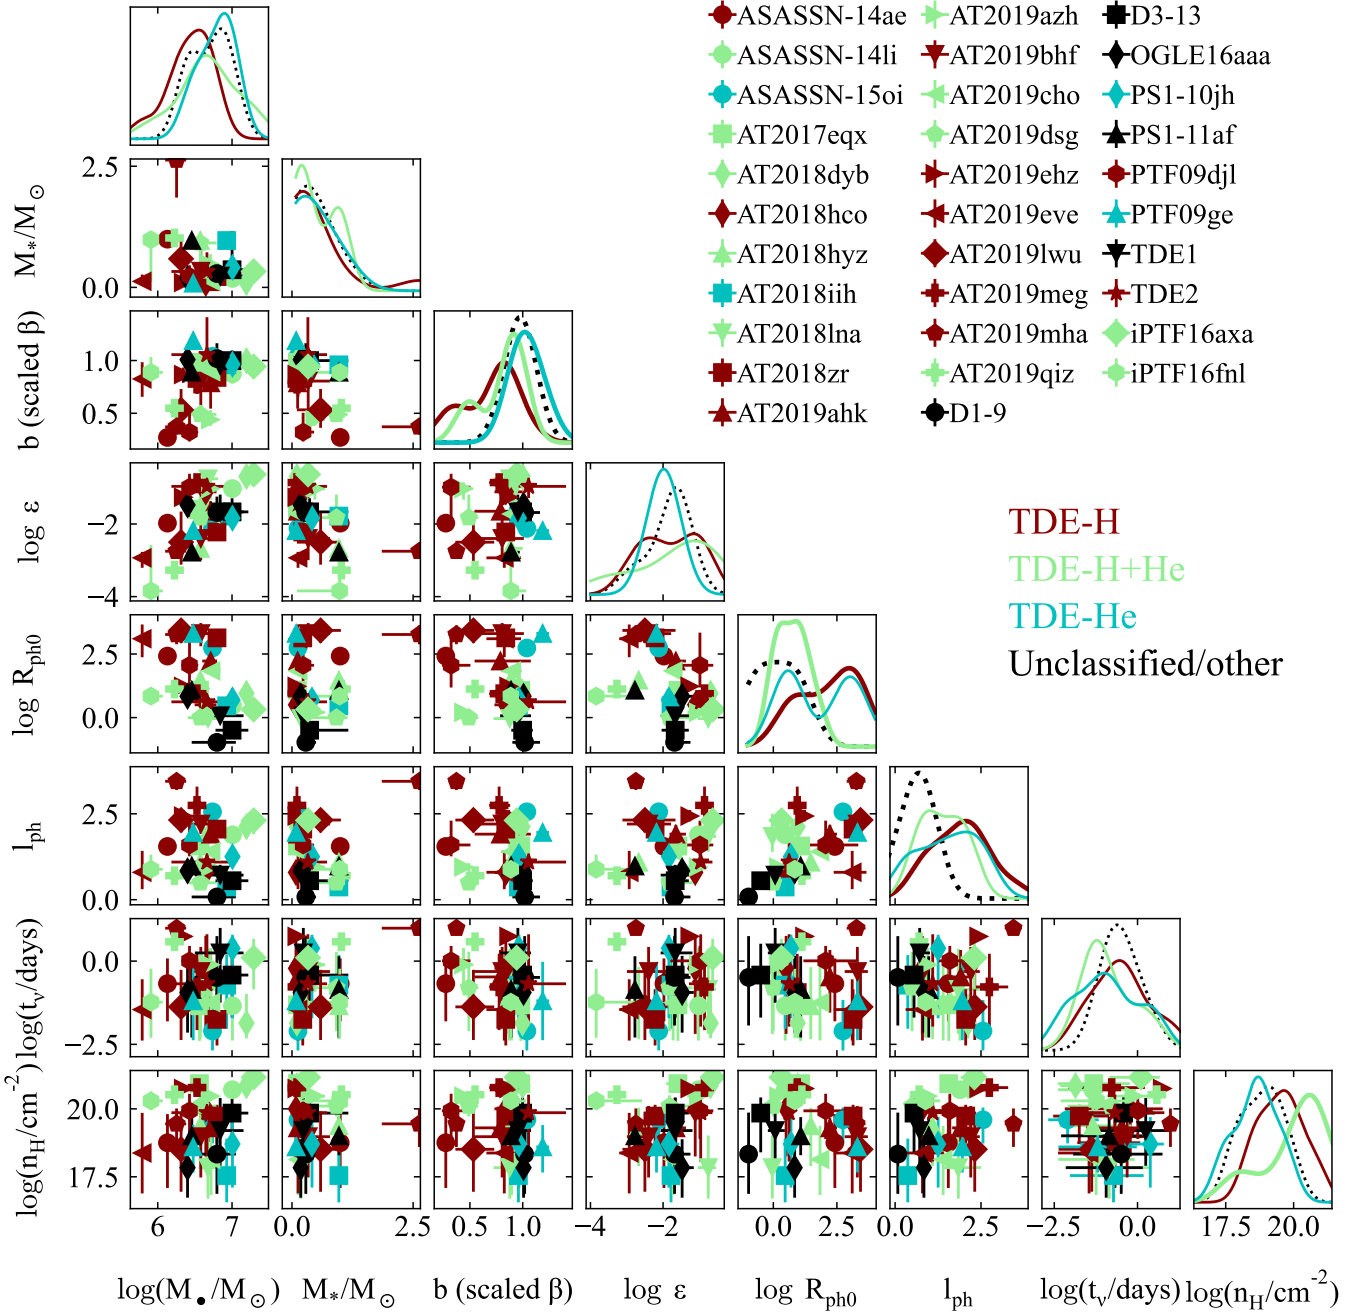 ASASSN-14ae
ASASSN-14li
ASASSN-15oi
AT2017eqx
AT2018dyb
AT2018hco
AT2018hyz
AT2018iih
AT2018lna
AT2018zr
AT2019ahk
AT2019azh
AT2019bhf
AT2019cho
AT2019dsg
AT2019ehz
AT2019eve
AT2019lwu
AT2019meg
AT2019mha
AT2019qiz
D1-9
D3-13
OGLE16aaa
PS1-10jh
PS1-11af
PTF09djl
PTF09ge
TDE1
TDE2
iPTF16axa
iPTF16fnl
TDE-H
TDE-H+He
TDE-He
Unclassified/other
M*/M⊙
2.5
0.0
b (scaled β)
1.0
0.5
log ε
−2
−4
log Rph0
2.5
0.0
lph
2.5
0.0
log(tν/days)
0.0
−2.5
log(nH/cm⁻²)
20.0
17.5
6 7
0.0 2.5
0.5 1.0
−4 −2
0.0 2.5
0.0 2.5
−2.5 0.0
17.5 20.0
log(M●/M⊙)
M*/M⊙
b (scaled β)
log ε
log Rph0
lph
log(tν/days)
log(nH/cm⁻²)